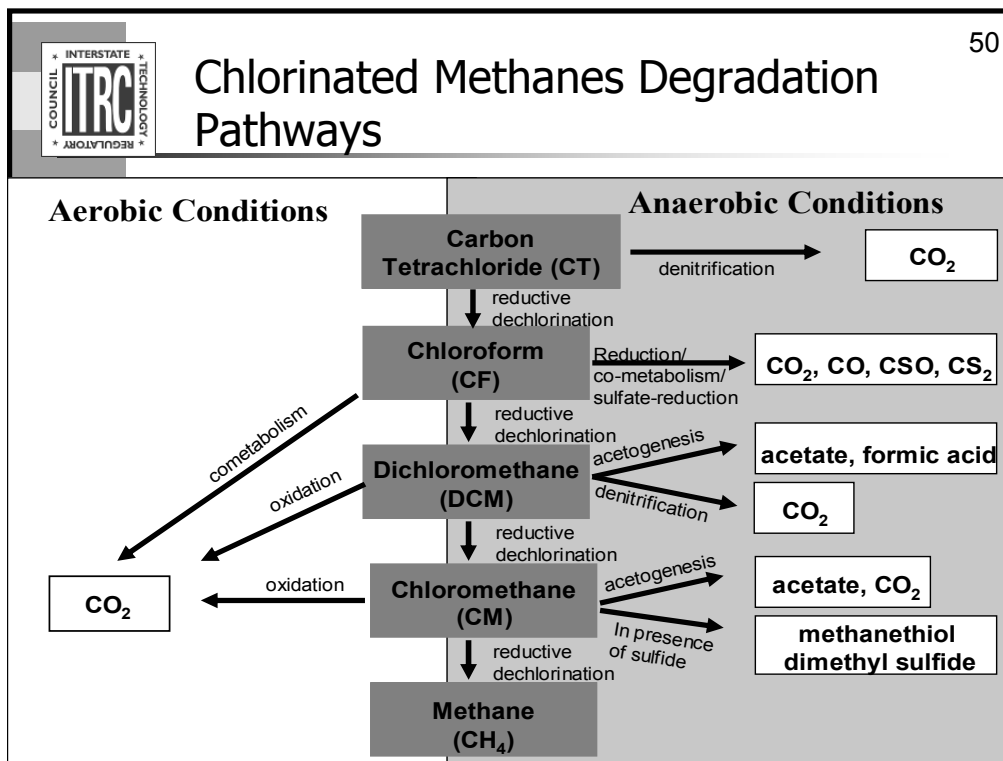 50
INTERSTATE
TECHNOLOGY
REGULATORY
COUNCIL
ITRC
Chlorinated Methanes Degradation
Pathways
Aerobic Conditions
Anaerobic Conditions
Carbon
Tetrachloride (CT)
denitrification
CO₂
reductive
dechlorination
Chloroform
(CF)
Reduction/
co-metabolism/
sulfate-reduction
CO₂, CO, CSO, CS₂
cometabolism
reductive
dechlorination
Dichloromethane
(DCM)
oxidation
acetogenesis
acetate, formic acid
denitrification
CO₂
reductive
dechlorination
Chloromethane
(CM)
oxidation
CO₂
acetogenesis
acetate, CO₂
In presence
of sulfide
methanethiol
dimethyl sulfide
reductive
dechlorination
Methane
(CH₄)